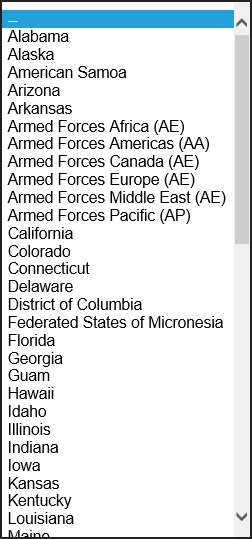 --
Alabama
Alaska
American Samoa
Arizona
Arkansas
Armed Forces Africa (AE)
Armed Forces Americas (AA)
Armed Forces Canada (AE)
Armed Forces Europe (AE)
Armed Forces Middle East (AE)
Armed Forces Pacific (AP)
California
Colorado
Connecticut
Delaware
District of Columbia
Federated States of Micronesia
Florida
Georgia
Guam
Hawaii
Idaho
Illinois
Indiana
Iowa
Kansas
Kentucky
Louisiana
Maine